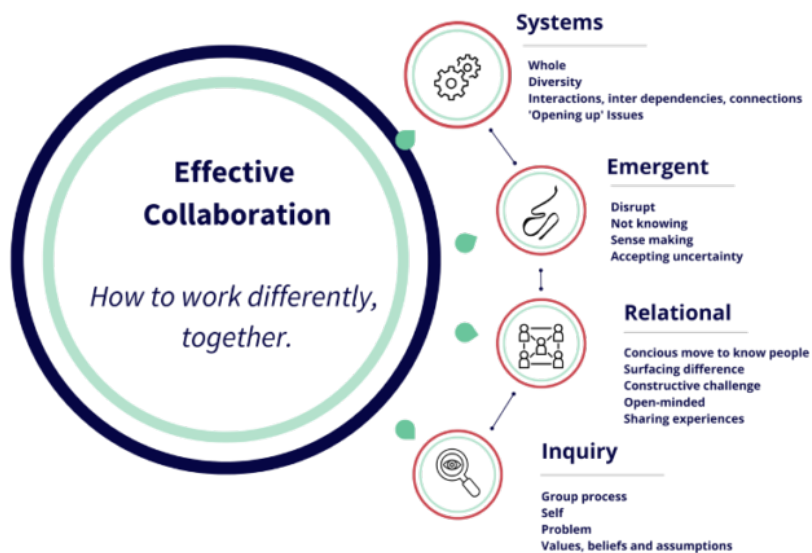 Effective
Collaboration
How to work differently,
together.
Systems
Whole
Diversity
Interactions, inter dependencies, connections
'Opening up' Issues
Emergent
Disrupt
Not knowing
Sense making
Accepting uncertainty
Relational
Concious move to know people
Surfacing difference
Constructive challenge
Open-minded
Sharing experiences
Inquiry
Group process
Self
Problem
Values, beliefs and assumptions